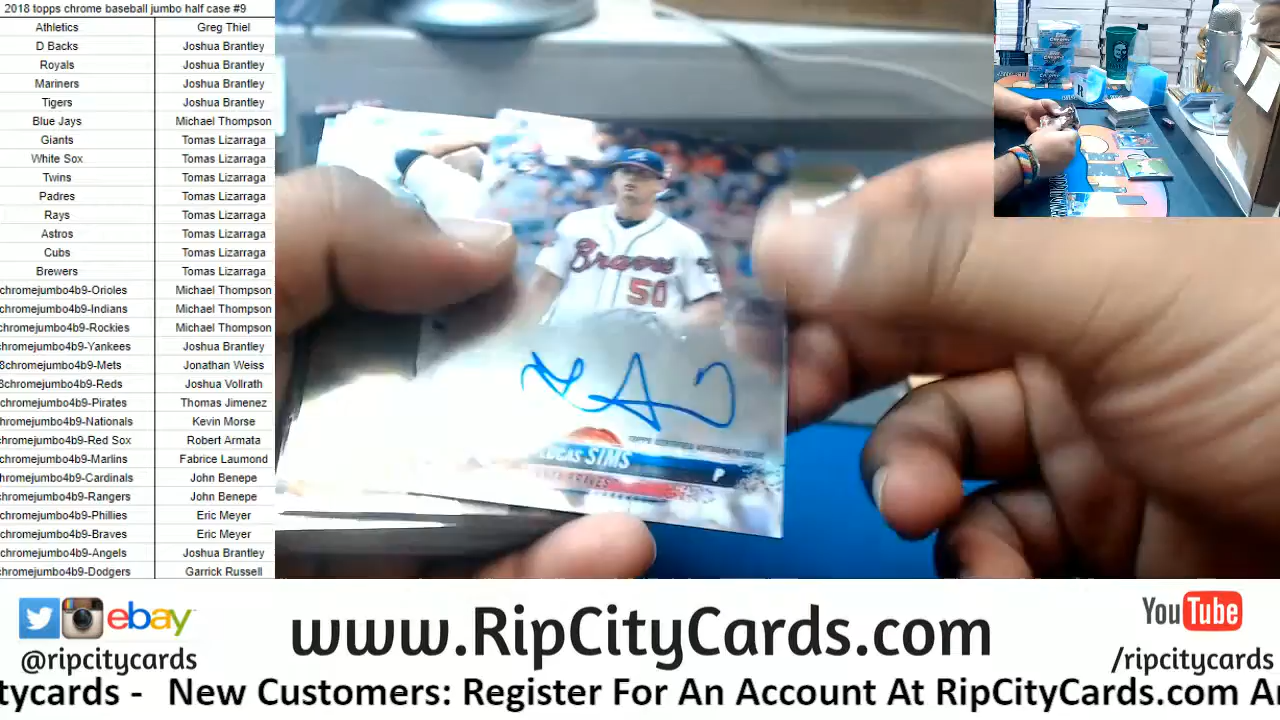 2018 topps chrome baseball jumbo half case #9
Athletics Greg Thiel
D Backs Joshua Brantley
Royals Joshua Brantley
Mariners Joshua Brantley
Tigers Joshua Brantley
Blue Jays Michael Thompson
Giants Tomas Lizarraga
White Sox Tomas Lizarraga
Twins Tomas Lizarraga
Padres Tomas Lizarraga
Rays Tomas Lizarraga
Astros Tomas Lizarraga
Cubs Tomas Lizarraga
Brewers Tomas Lizarraga
chromejumbo4b9-Orioles Michael Thompson
chromejumbo4b9-Indians Michael Thompson
chromejumbo4b9-Rockies Michael Thompson
chromejumbo4b9-Yankees Joshua Brantley
8chromejumbo4b9-Mets Jonathan Weiss
8chromejumbo4b9-Reds Joshua Vollrath
chromejumbo4b9-Pirates Thomas Jimenez
chromejumbo4b9-Nationals Kevin Morse
chromejumbo4b9-Red Sox Robert Armata
chromejumbo4b9-Marlins Fabrice Laumond
chromejumbo4b9-Cardinals John Benepe
chromejumbo4b9-Rangers John Benepe
chromejumbo4b9-Phillies Eric Meyer
chromejumbo4b9-Braves Eric Meyer
chromejumbo4b9-Angels Joshua Brantley
chromejumbo4b9-Dodgers Garrick Russell
Braves
50
LUCAS SIMS
P
ebay
@ripcitycards
www.RipCityCards.com
YouTube
/ripcitycards
tycards - New Customers: Register For An Account At RipCityCards.com An